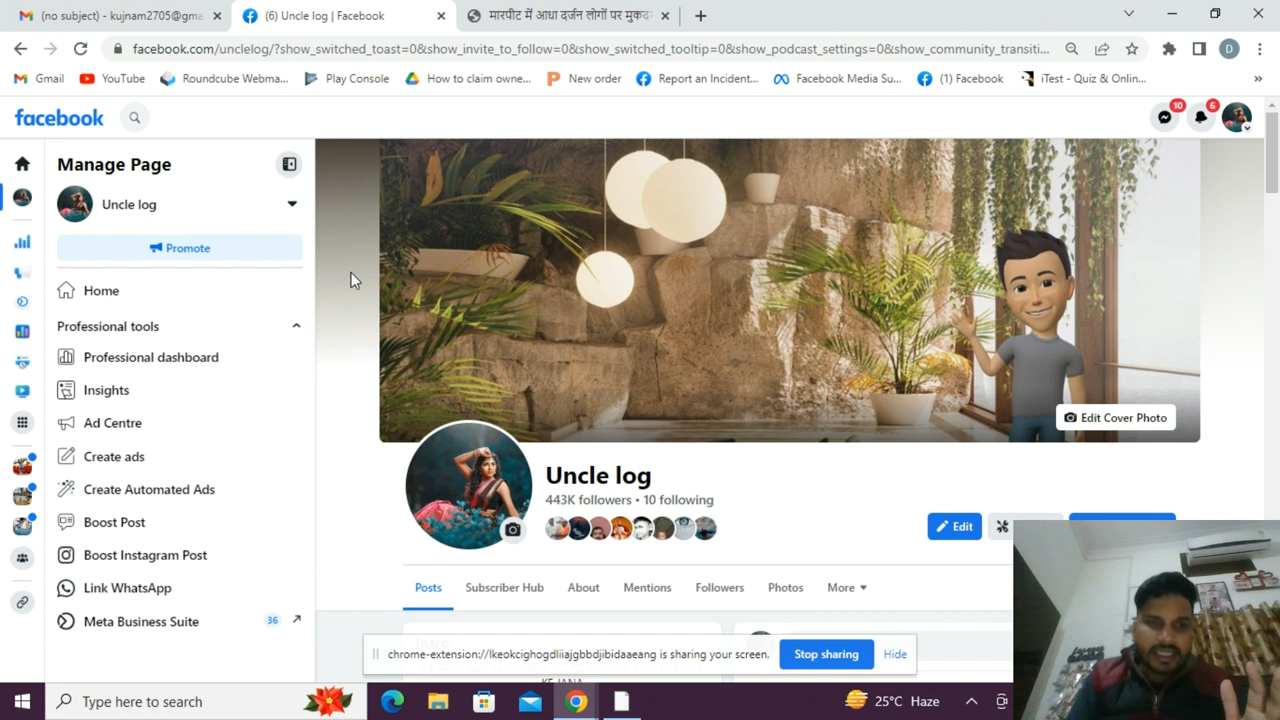 (no subject) - kujnam2705@gma
(6) Uncle log | Facebook
मारपीट में आधा दर्जन लोगों पर मुकद
facebook.com/unclelog/?show_switched_toast=0&show_invite_to_follow=0&show_switched_tooltip=0&show_podcast_settings=0&show_community_transiti...
D
Gmail
YouTube
Roundcube Webma...
Play Console
How to claim owne...
New order
Report an Incident...
Facebook Media Su...
(1) Facebook
iTest - Quiz & Onlin...
facebook
10
6
Manage Page
Uncle log
Promote
Home
Professional tools
Professional dashboard
Insights
Ad Centre
Create ads
Create Automated Ads
Boost Post
Boost Instagram Post
Link WhatsApp
Meta Business Suite
36
Edit Cover Photo
Uncle log
443K followers • 10 following
Edit
Posts
Subscriber Hub
About
Mentions
Followers
Photos
More
chrome-extension://lkeokcighogdliiajgbbdjibidaaeang is sharing your screen.
Stop sharing
Hide
Type here to search
25°C Haze